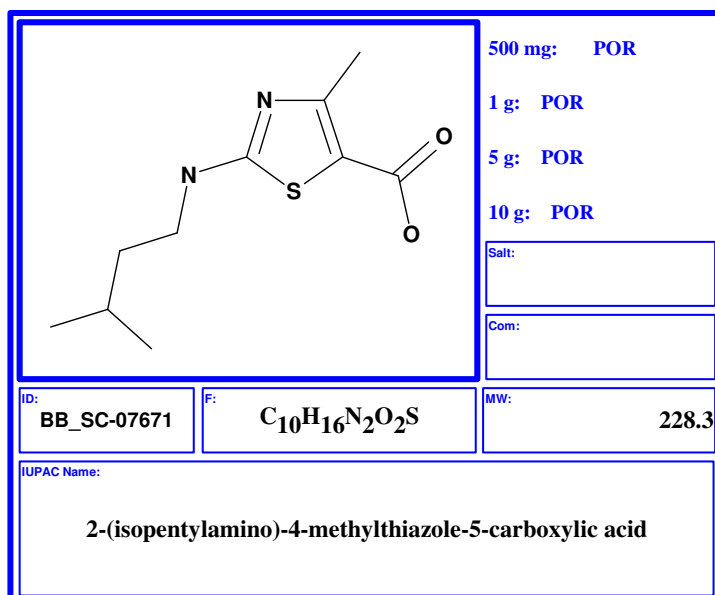 500 mg: POR
1 g: POR
5 g: POR
10 g: POR
N
O
N
S
O
Salt:
Com:
ID:
BB_SC-07671
F:
C10H16N2O2S
MW:
228.3
IUPAC Name:
2-(isopentylamino)-4-methylthiazole-5-carboxylic acid